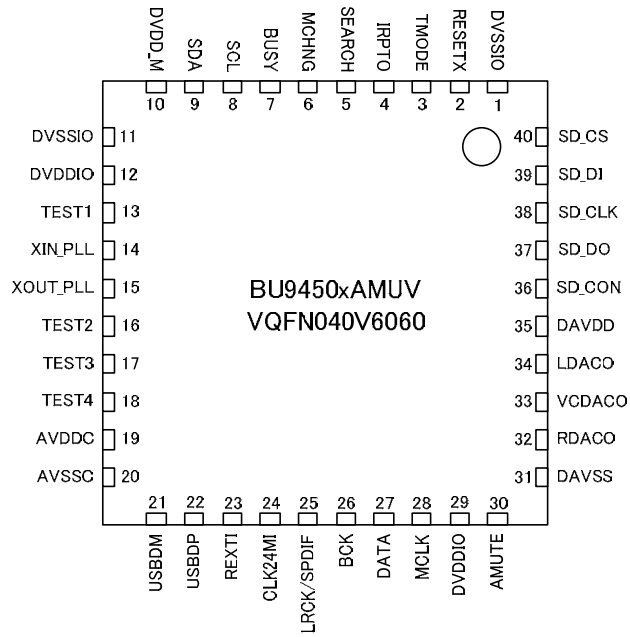 DVDD_M
SDA
SCL
BUSY
MCHNG
SEARCH
IRPTO
TMODE
RESETX
DVSSIO
10 9 8 7 6 5 4 3 2 1
DVSSIO 11
DVDDIO 12
TEST1 13
XIN_PLL 14
XOUT_PLL 15
TEST2 16
TEST3 17
TEST4 18
AVDDC 19
AVSSC 20
BU9450xAMUV
VQFN040V6060
40 SD_CS
39 SD_DI
38 SD_CLK
37 SD_DO
36 SD_CON
35 DAVDD
34 LDACO
33 VCDACO
32 RDACO
31 DAVSS
21 22 23 24 25 26 27 28 29 30
USBDM
USBDP
REXTI
CLK24MI
LRCK/SPDIF
BCK
DATA
MCLK
DVDDIO
AMUTE